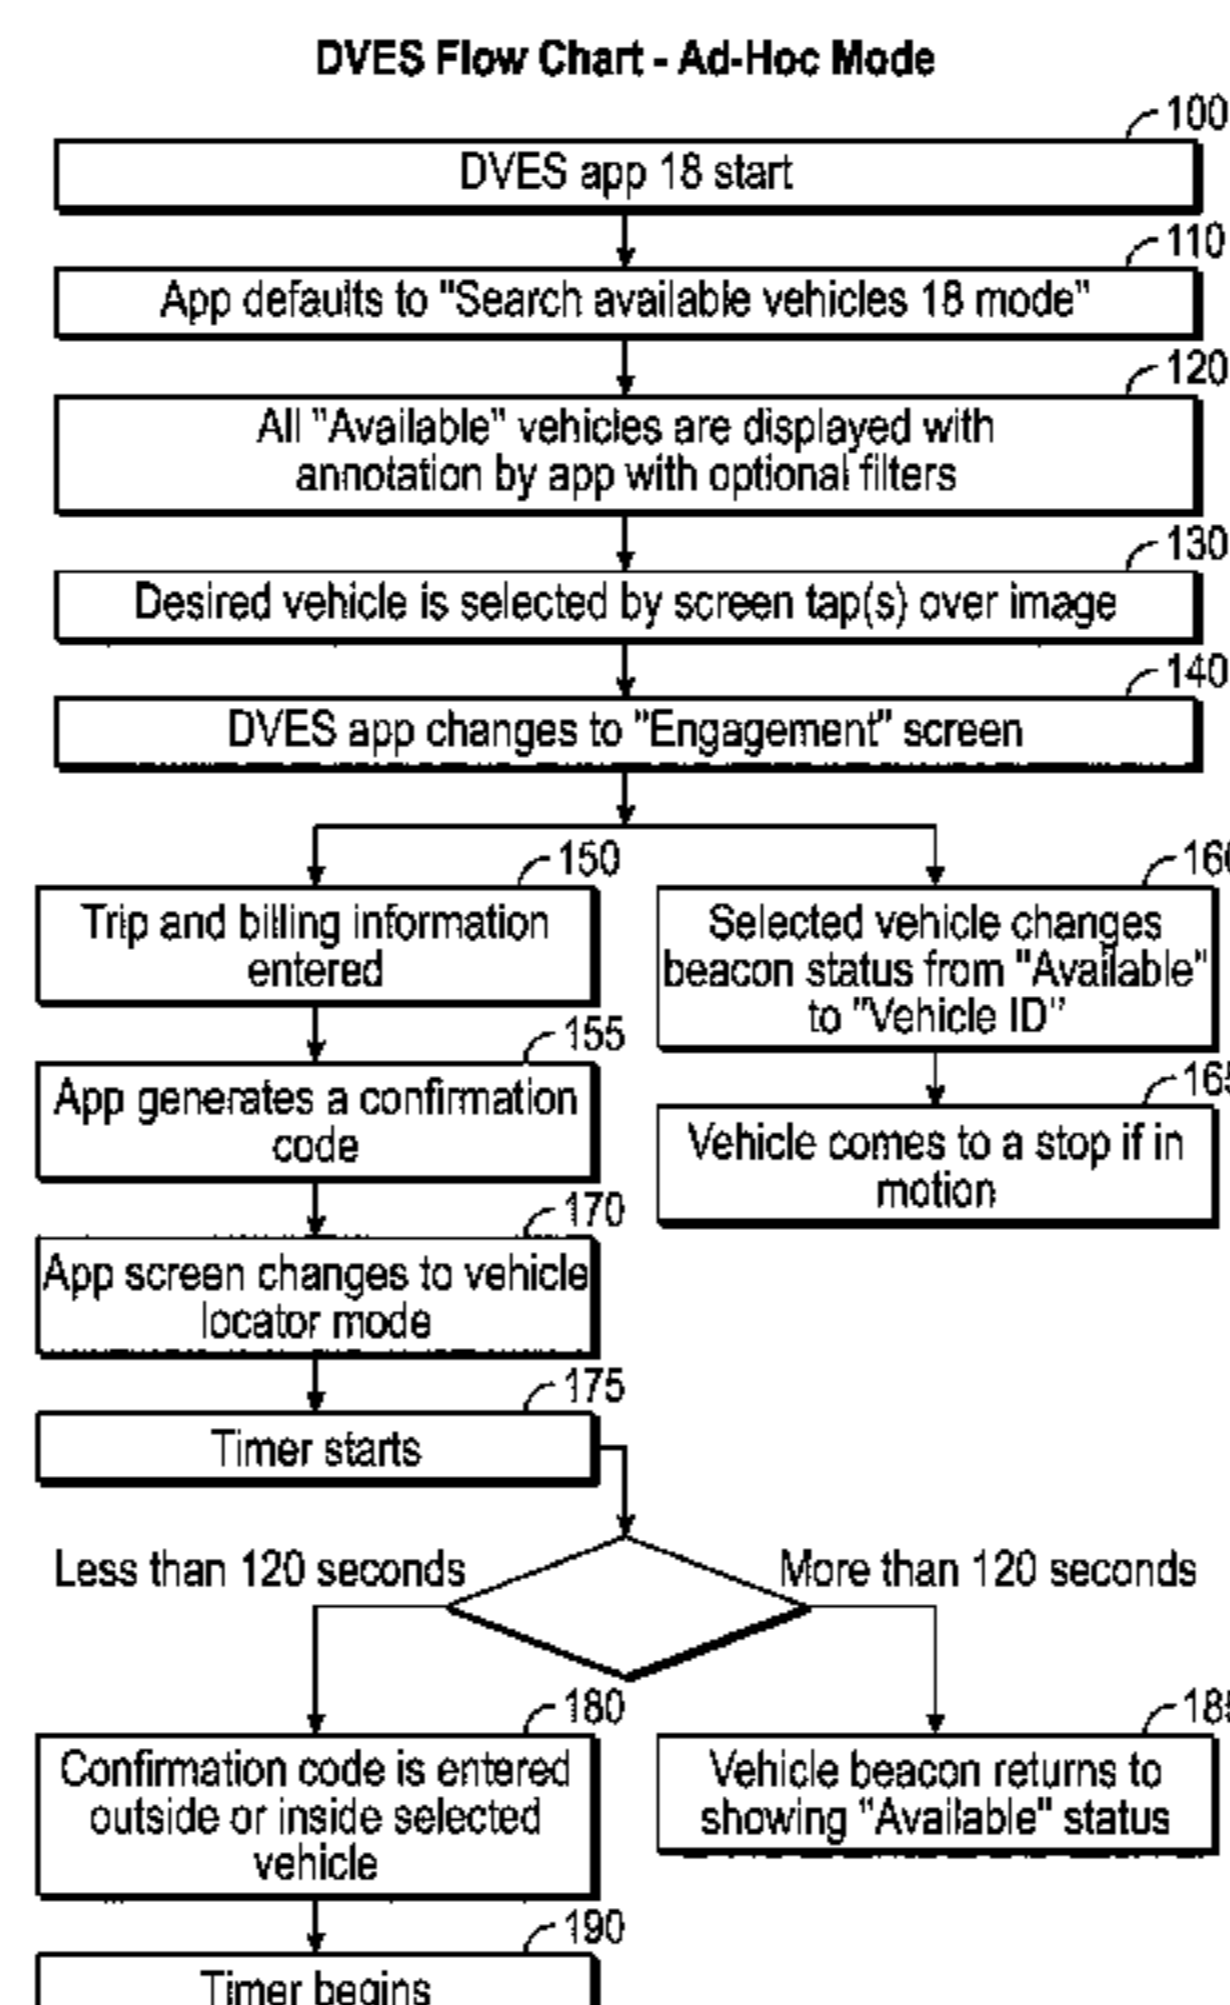 DVES Flow Chart - Ad-Hoc Mode
100
DVES app 18 start
110
App defaults to "Search available vehicles 18 mode"
120
All "Available" vehicles are displayed with
annotation by app with optional filters
130
Desired vehicle is selected by screen tap(s) over image
140
DVES app changes to "Engagement" screen
150
Trip and billing information
entered
160
Selected vehicle changes
beacon status from "Available"
to "Vehicle ID"
155
App generates a confirmation
code
165
Vehicle comes to a stop if in
motion
170
App screen changes to vehicle
locator mode
175
Timer starts
Less than 120 seconds
More than 120 seconds
180
Confirmation code is entered
outside or inside selected
vehicle
185
Vehicle beacon returns to
showing "Available" status
190
Timer begins